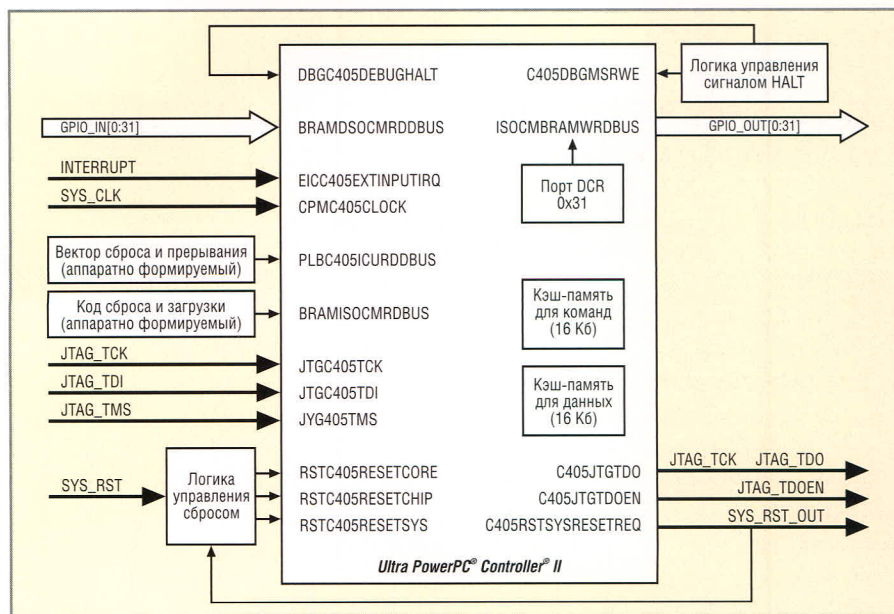 DBGC405DEBUGHALT
C405DBGMSRWE
Логика управления
сигналом HALT
GPIO_IN[0:31]
BRAMDSOCMRDDBUS
ISOCMBRAMWRDBUS
GPIO_OUT[0:31]
INTERRUPT
EICC405EXTINPUTIRQ
SYS_CLK
CPMC405CLOCK
Порт DCR
0x31
Вектор сброса и прерывания
(аппаратно формируемый)
PLBC405ICURDDBUS
Код сброса и загрузки
(аппаратно формируемый)
BRAMISOCMRDBUS
Кэш-память
для команд
(16 Кб)
JTAG_TCK
JTGC405TCK
JTAG_TDI
JTGC405TDI
JTAG_TMS
JYG405TMS
Кэш-память
для данных
(16 Кб)
SYS_RST
Логика
управления
сбросом
RSTC405RESETCORE
RSTC405RESETCHIP
RSTC405RESETSYS
C405JTGTDO
JTAG_TCK JTAG_TDO
C405JTGTDOEN
JTAG_TDOEN
C405RSTSYSRESETREQ
SYS_RST_OUT
Ultra PowerPC® Controller® II